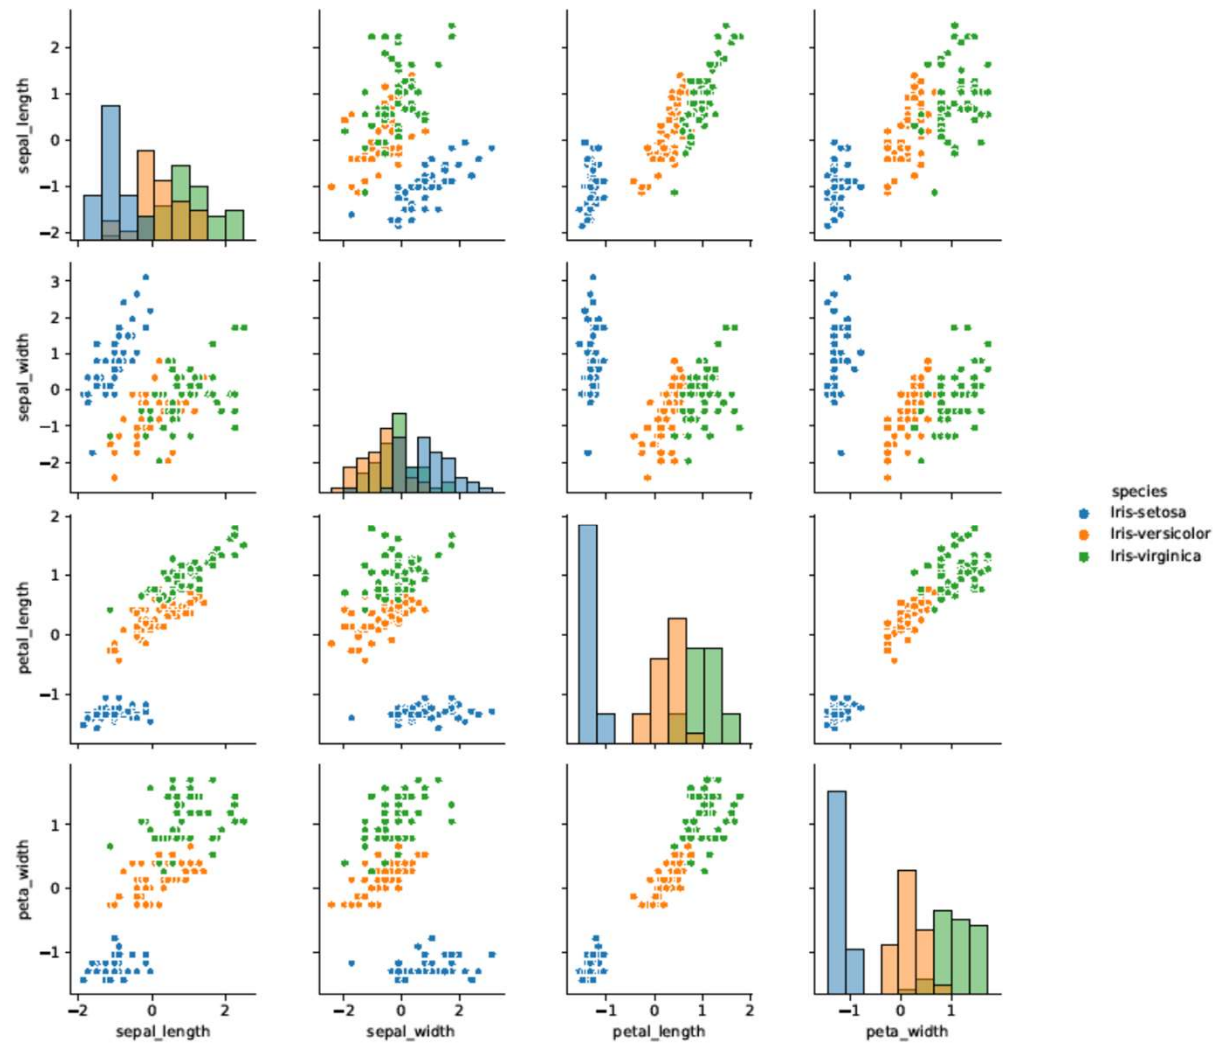 sepal_length
2
1
0
−1
−2
sepal_width
3
2
1
0
−1
−2
species
Iris-setosa
Iris-versicolor
Iris-virginica
petal_length
2
1
0
−1
peta_width
1
0
−1
−2 0 2 −2 0 2 −1 0 1 2 −1 0 1
sepal_length sepal_width petal_length peta_width